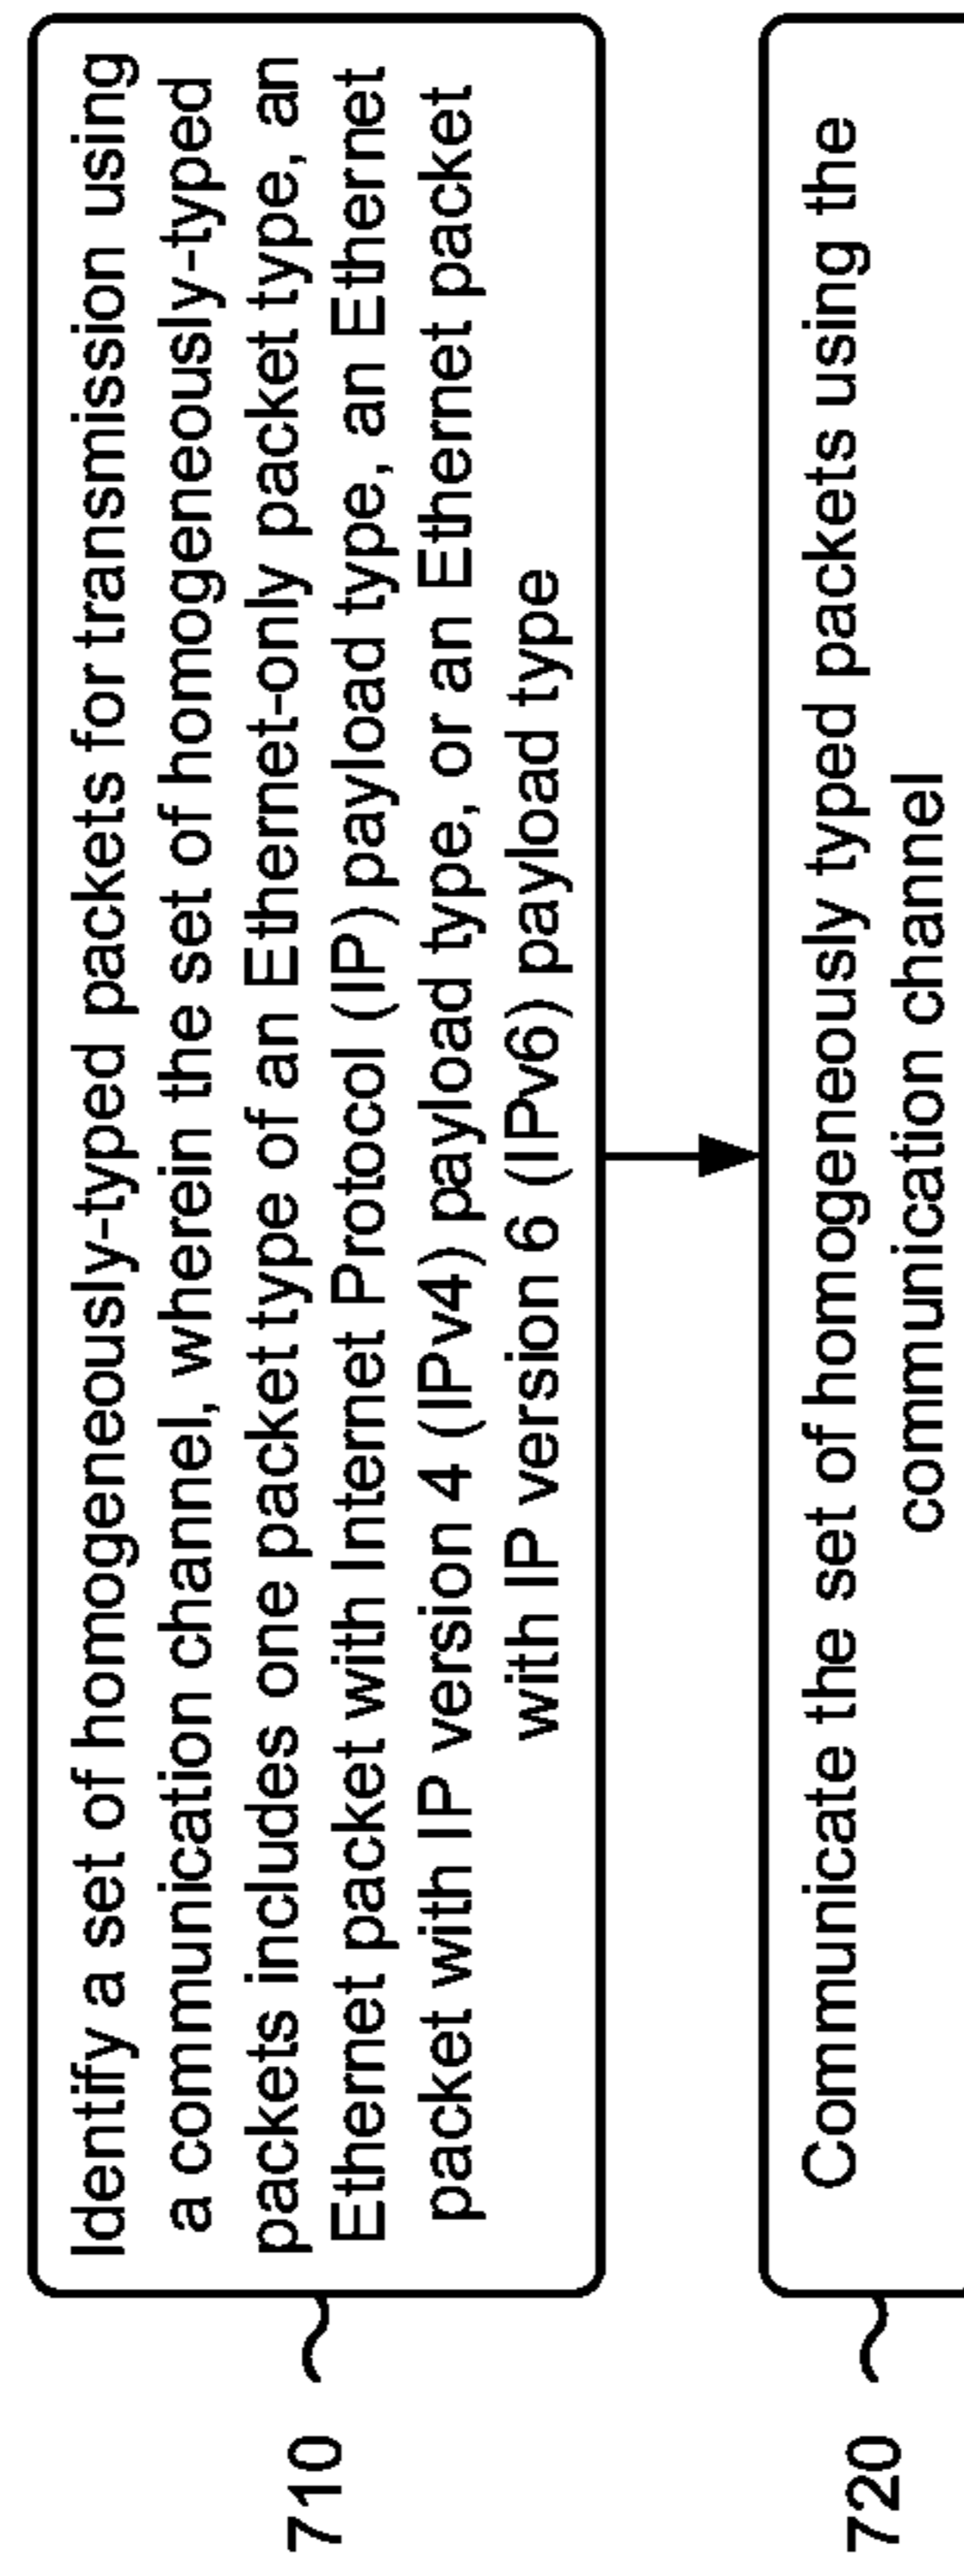 710
Identify a set of homogeneously-typed packets for transmission using
a communication channel, wherein the set of homogeneously-typed
packets includes one packet type of an Ethernet-only packet type, an
Ethernet packet with Internet Protocol (IP) payload type, an Ethernet
packet with IP version 4 (IPv4) payload type, or an Ethernet packet
with IP version 6 (IPv6) payload type
720
Communicate the set of homogeneously typed packets using the
communication channel